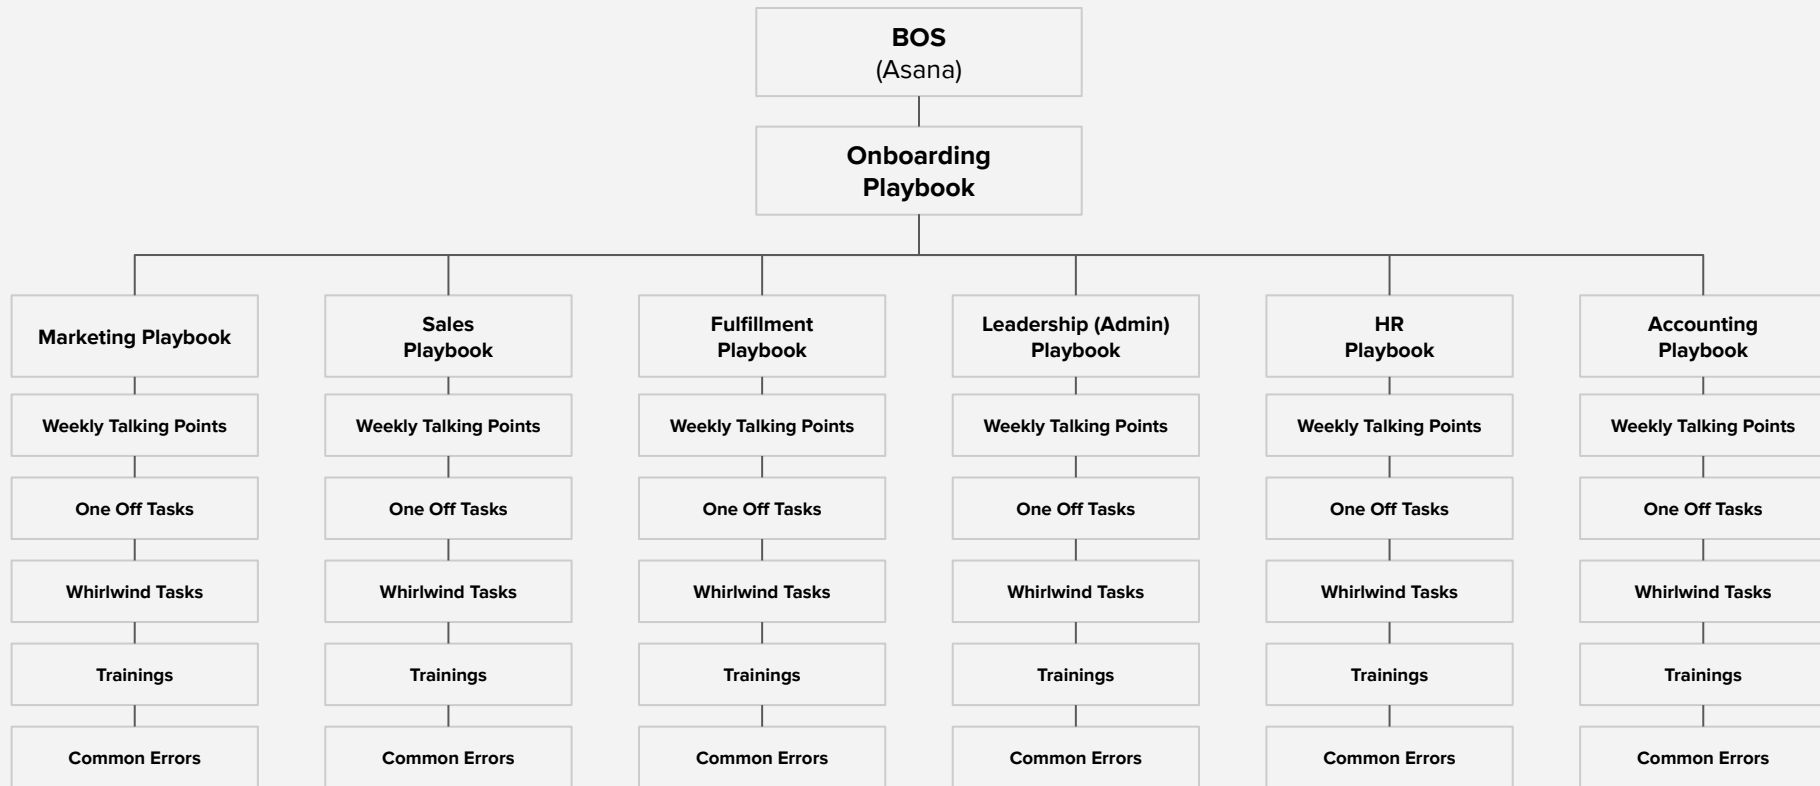 BOS
(Asana)
Onboarding
Playbook
Marketing Playbook
Sales
Playbook
Fulfillment
Playbook
Leadership (Admin)
Playbook
HR
Playbook
Accounting
Playbook
Weekly Talking Points
Weekly Talking Points
Weekly Talking Points
Weekly Talking Points
Weekly Talking Points
Weekly Talking Points
One Off Tasks
One Off Tasks
One Off Tasks
One Off Tasks
One Off Tasks
One Off Tasks
Whirlwind Tasks
Whirlwind Tasks
Whirlwind Tasks
Whirlwind Tasks
Whirlwind Tasks
Whirlwind Tasks
Trainings
Trainings
Trainings
Trainings
Trainings
Trainings
Common Errors
Common Errors
Common Errors
Common Errors
Common Errors
Common Errors